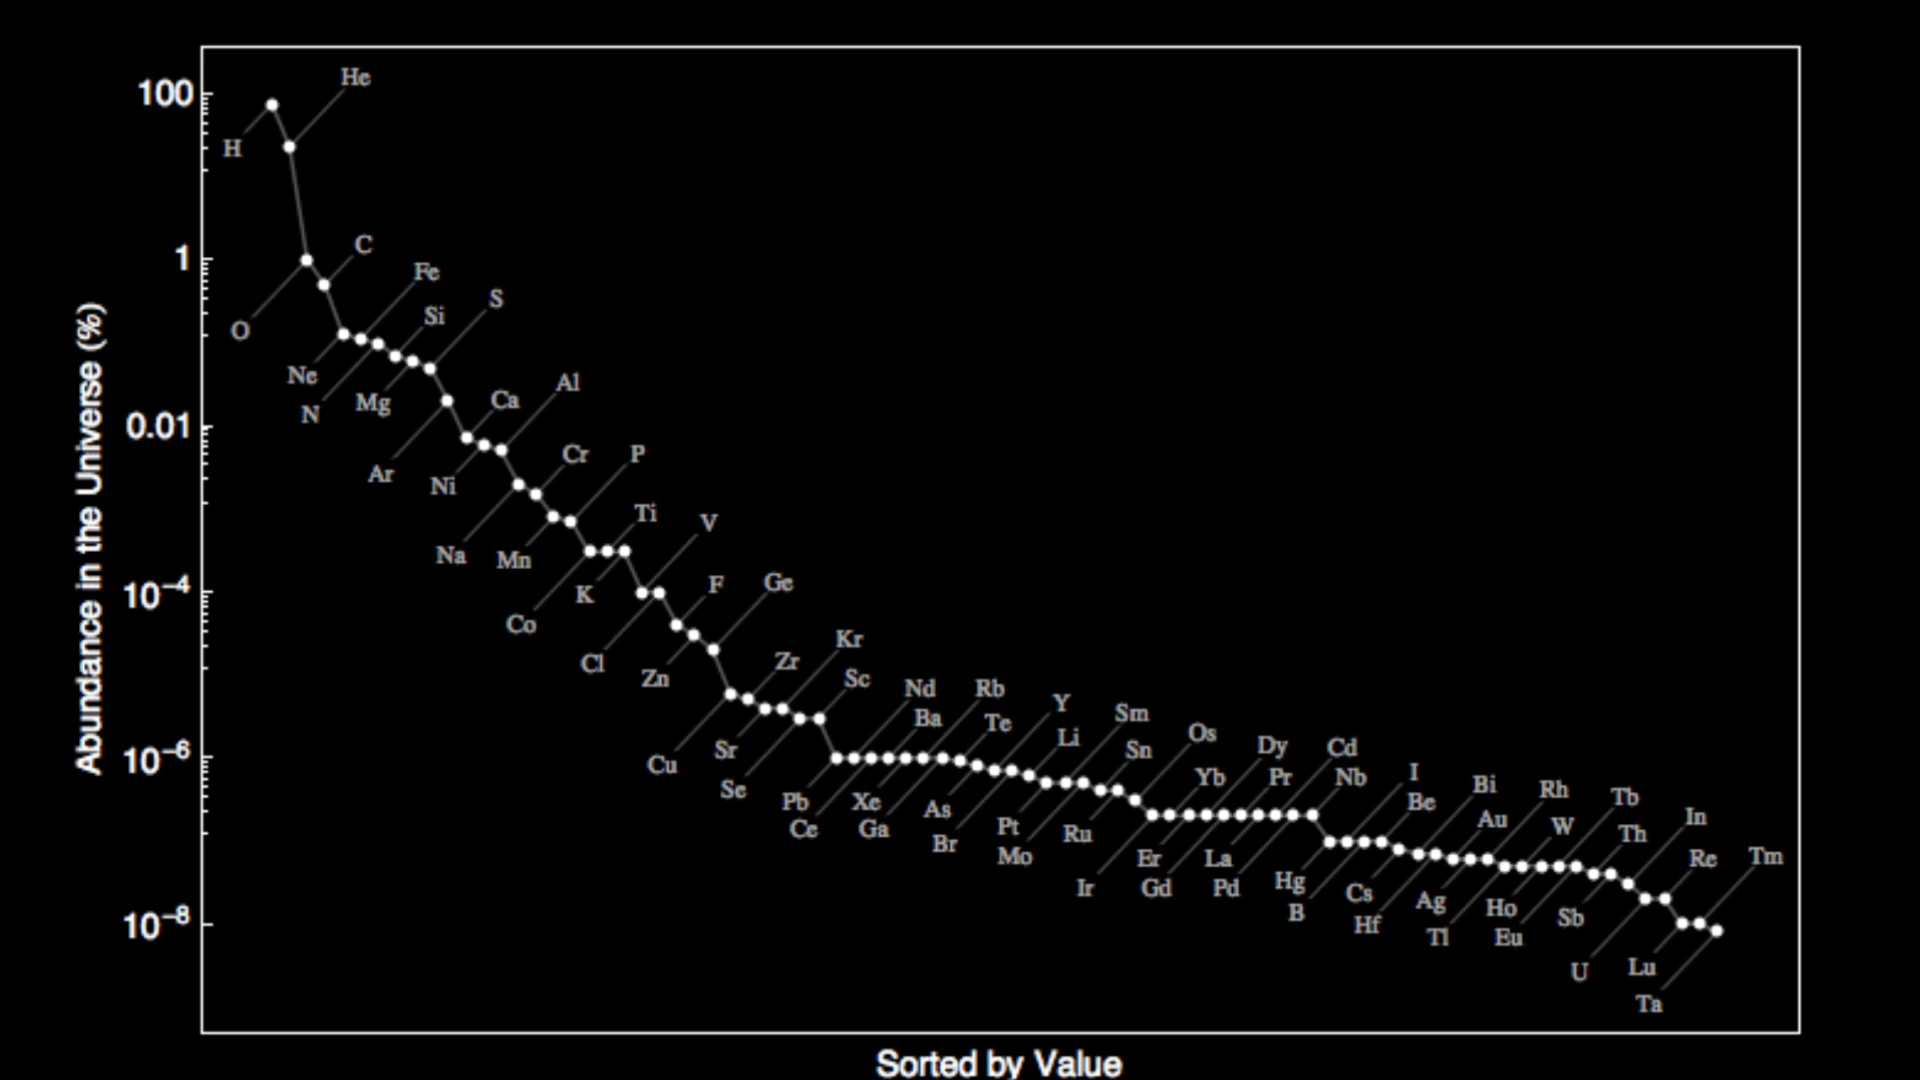 He
100
H
C
1
Fe
S
Si
O
Ne
Al
Ca
Mg
N
0.01
Cr
P
Ar
Ni
Ti
V
Na
Mn
F
Ge
10⁻⁴
K
Co
Kr
Zr
Cl
Zn
Sc
Nd
Rb
Y
Sm
Ba
Te
Os
Li
Dy
Cd
Sn
Sr
10⁻⁶
Cu
I
Yb
Pr
Nb
Bi
Rh
Se
Tb
Pb
Xe
Be
As
In
Au
W
Ce
Ga
Pt
Ru
Th
Br
Mo
Er
La
Re
Tm
Ir
Gd
Pd
Hg
Cs
Ag
Ho
B
Sb
10⁻⁸
Hf
Tl
Eu
U
Lu
Ta
Abundance in the Universe (%)
Sorted by Value